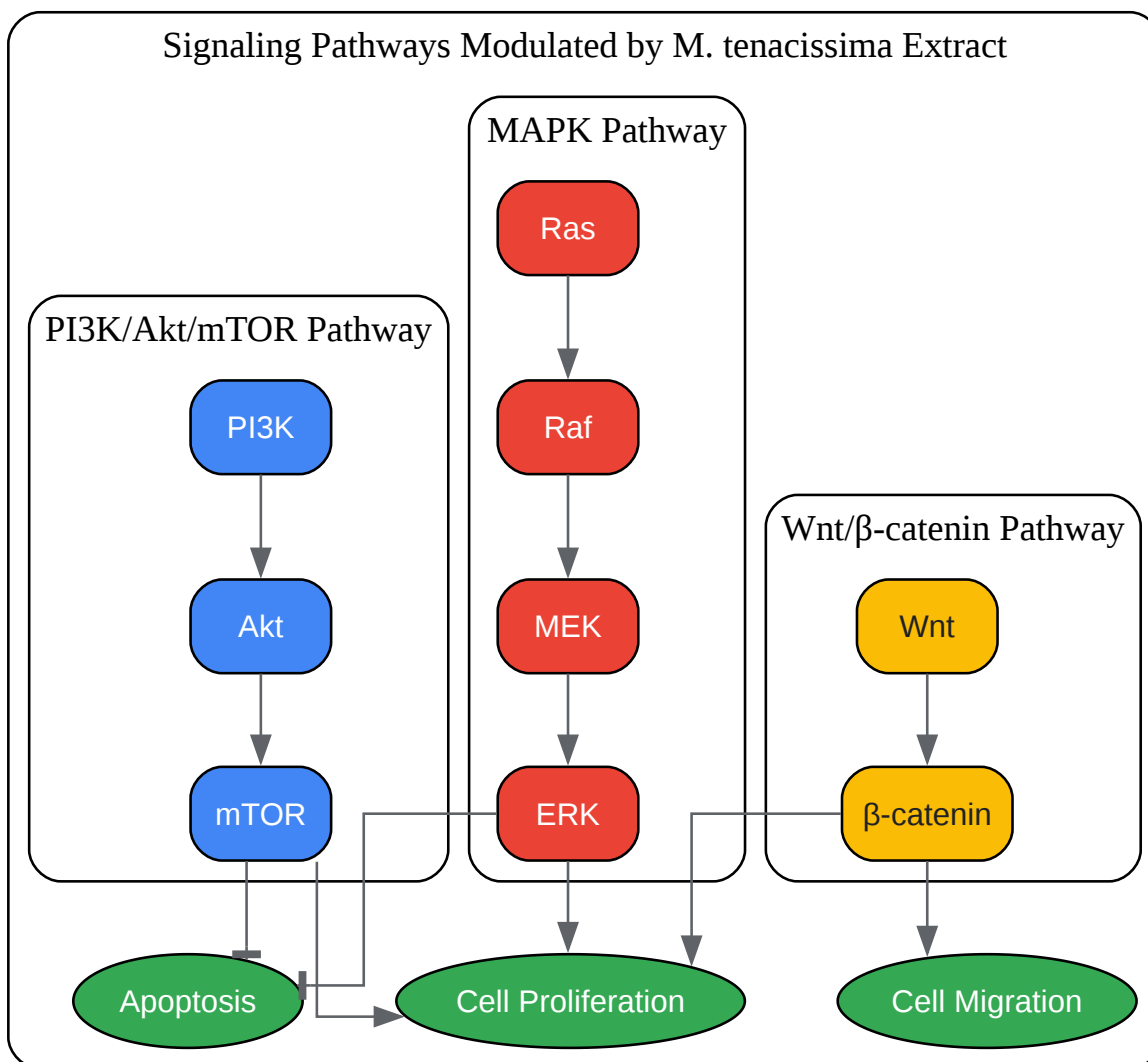 Signaling Pathways Modulated by M. tenacissima Extract
MAPK Pathway
Ras
PI3K/Akt/mTOR Pathway
PI3K
Raf
Wnt/β-catenin Pathway
Akt
MEK
Wnt
mTOR
ERK
β-catenin
Apoptosis
Cell Proliferation
Cell Migration